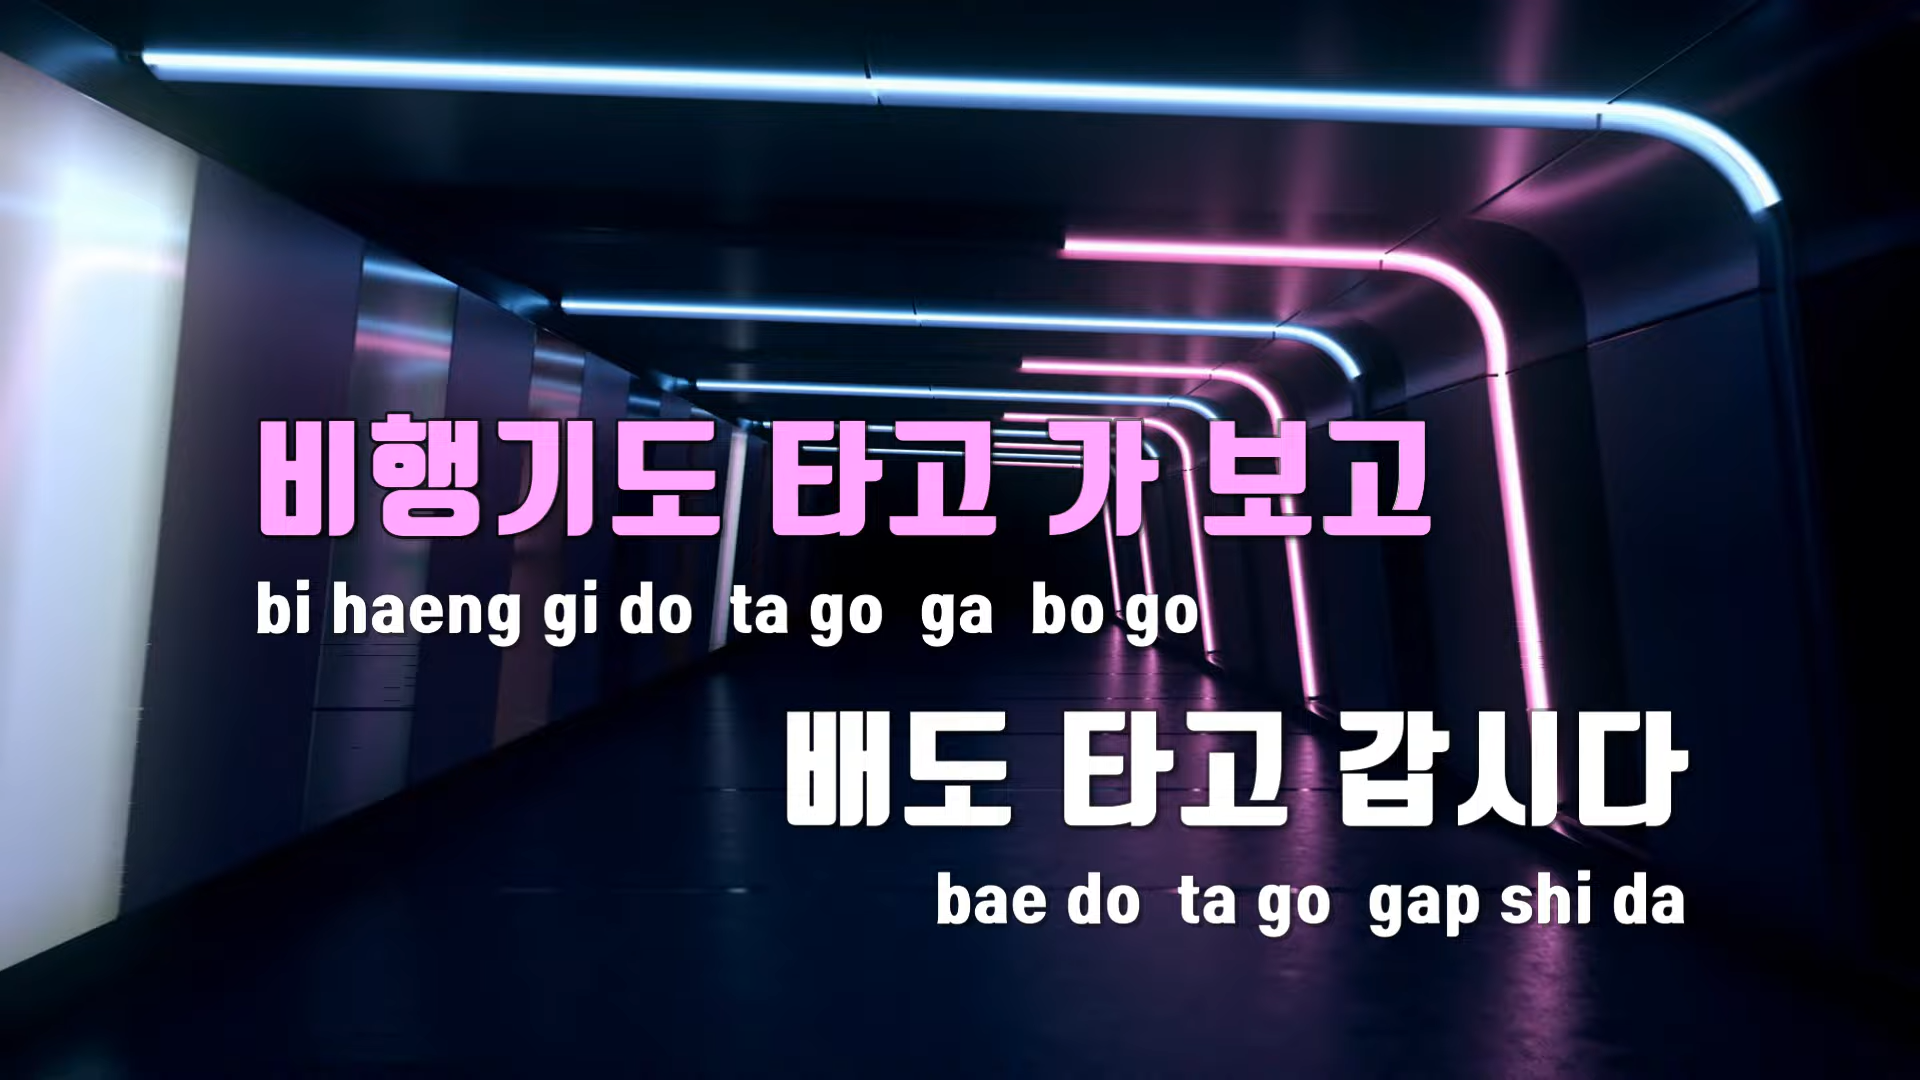 비행기도 타고 가 보고
bi haeng gi do ta go ga bo go
배도 타고 갑시다
bae do ta go gap shi da